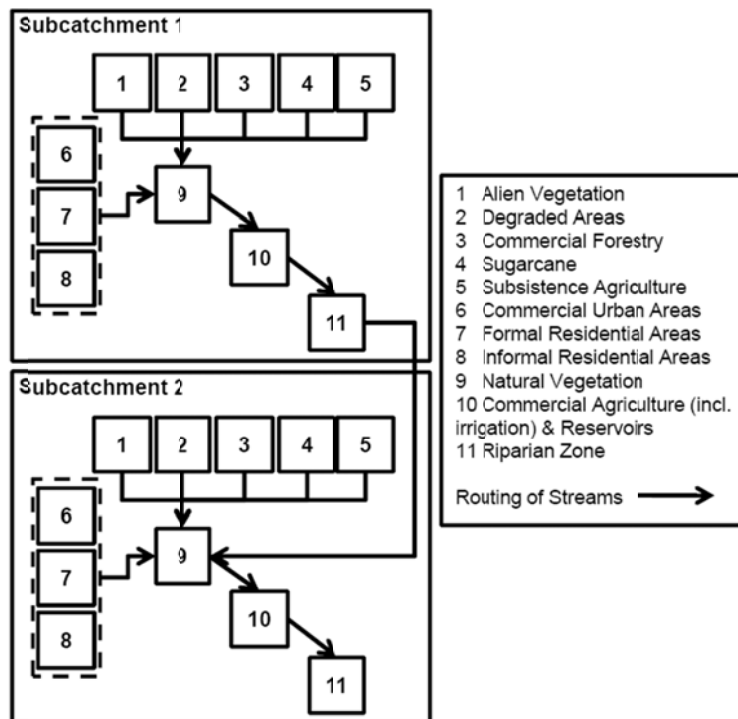 Subcatchment 1
1 2 3 4 5
6
7
8
9
10
11
Subcatchment 2
1 2 3 4 5
6
7
8
9
10
11
1 Alien Vegetation
2 Degraded Areas
3 Commercial Forestry
4 Sugarcane
5 Subsistence Agriculture
6 Commercial Urban Areas
7 Formal Residential Areas
8 Informal Residential Areas
9 Natural Vegetation
10 Commercial Agriculture (incl.
irrigation) & Reservoirs
11 Riparian Zone
Routing of Streams